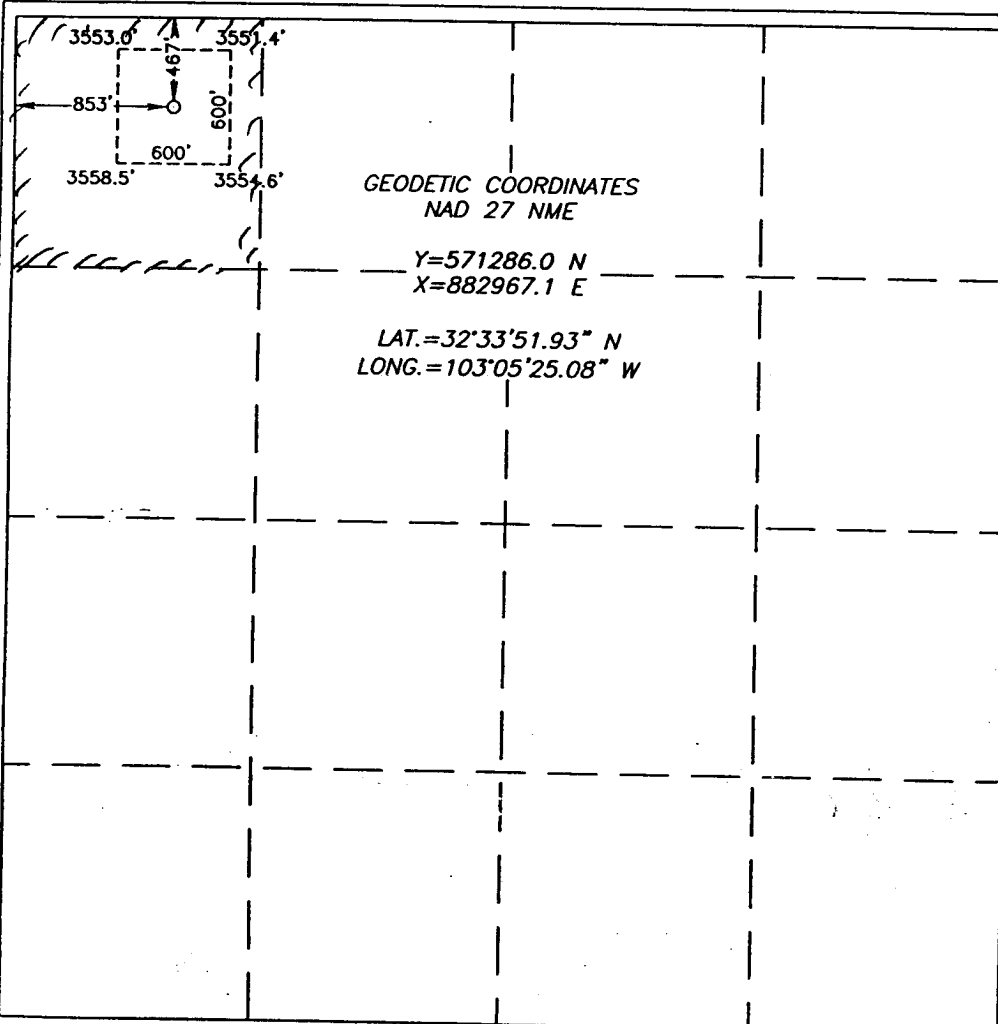 3553.0' 3551.4'
467'
853'
600'
600'
3558.5' 3554.6'
GEODETIC COORDINATES
NAD 27 NME
Y=571286.0 N
X=882967.1 E
LAT.=32°33'51.93" N
LONG.=103°05'25.08" W